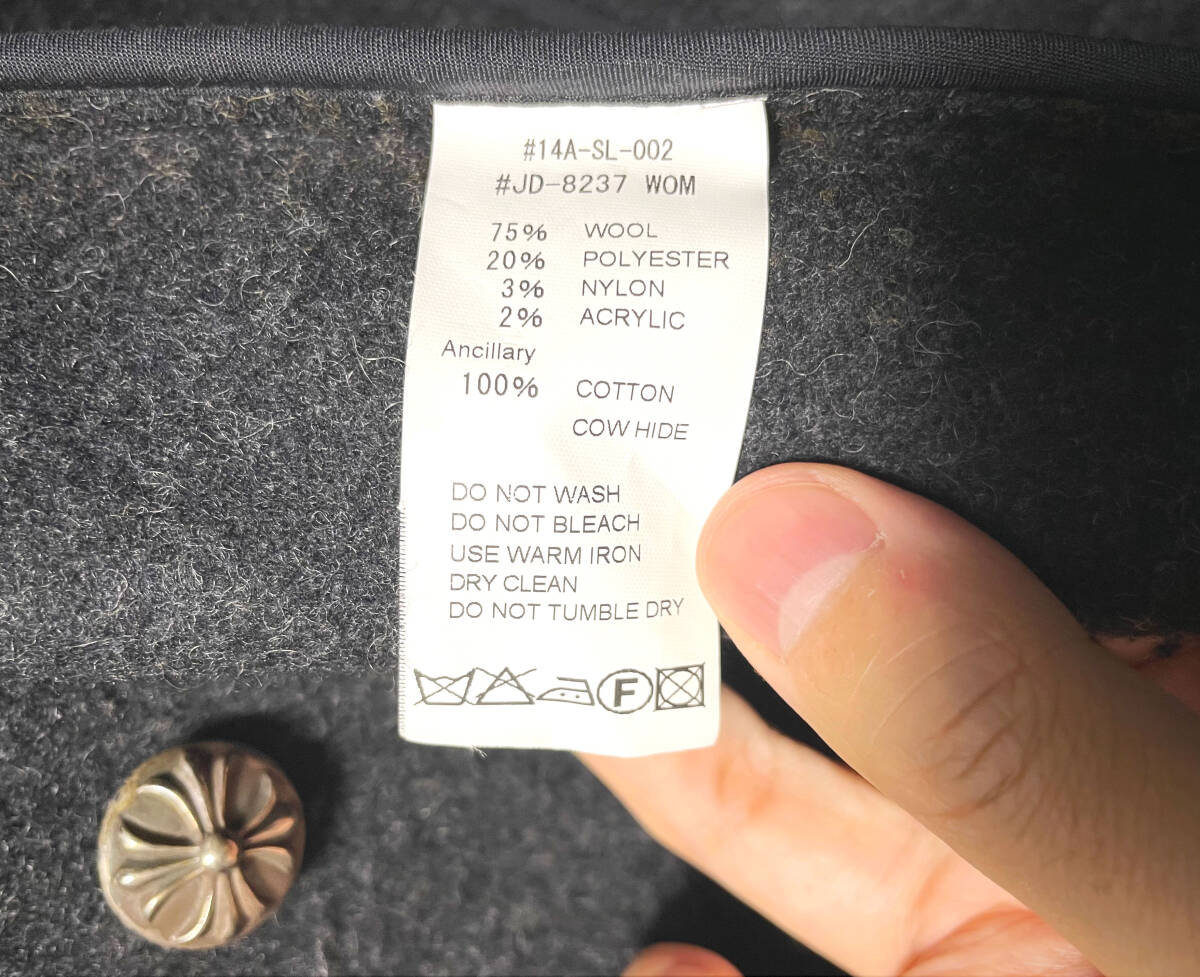 #14A-SL-002
#JD-8237 WOM
75% WOOL
20% POLYESTER
3% NYLON
2% ACRYLIC
Ancillary
100% COTTON
COW HIDE
DO NOT WASH
DO NOT BLEACH
USE WARM IRON
DRY CLEAN
DO NOT TUMBLE DRY
F